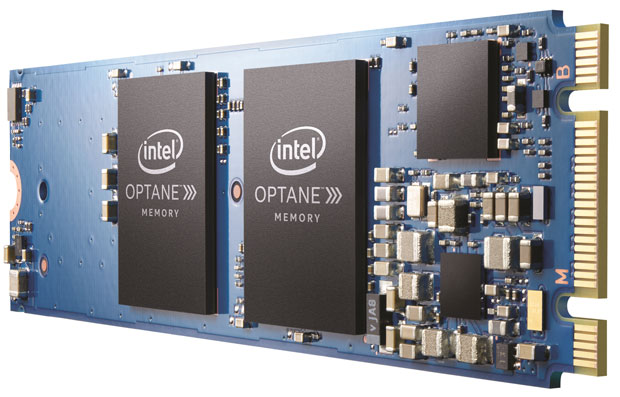 intel
OPTANE
MEMORY
intel
OPTANE
MEMORY
B
M